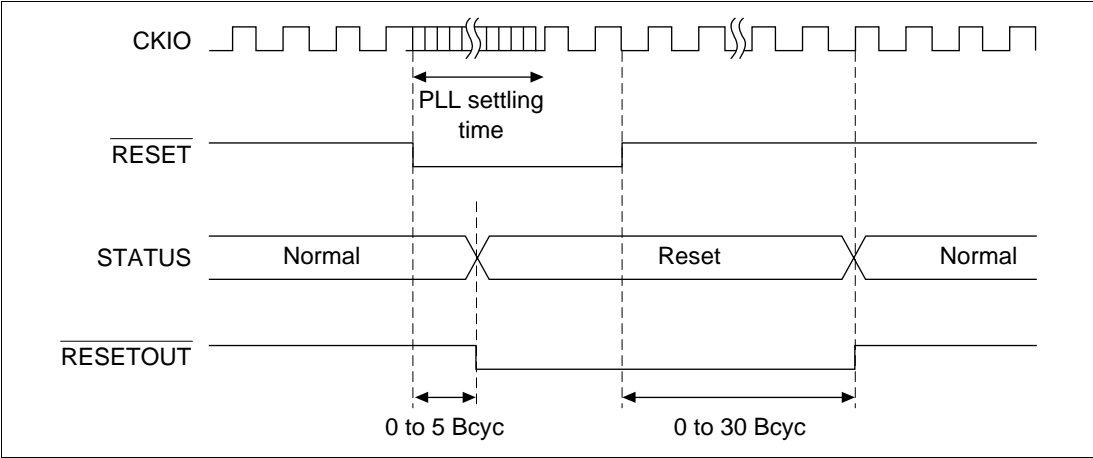 CKIO
PLL settling
time
RESET
STATUS
Normal
Reset
Normal
RESETOUT
0 to 5 Bcyc
0 to 30 Bcyc